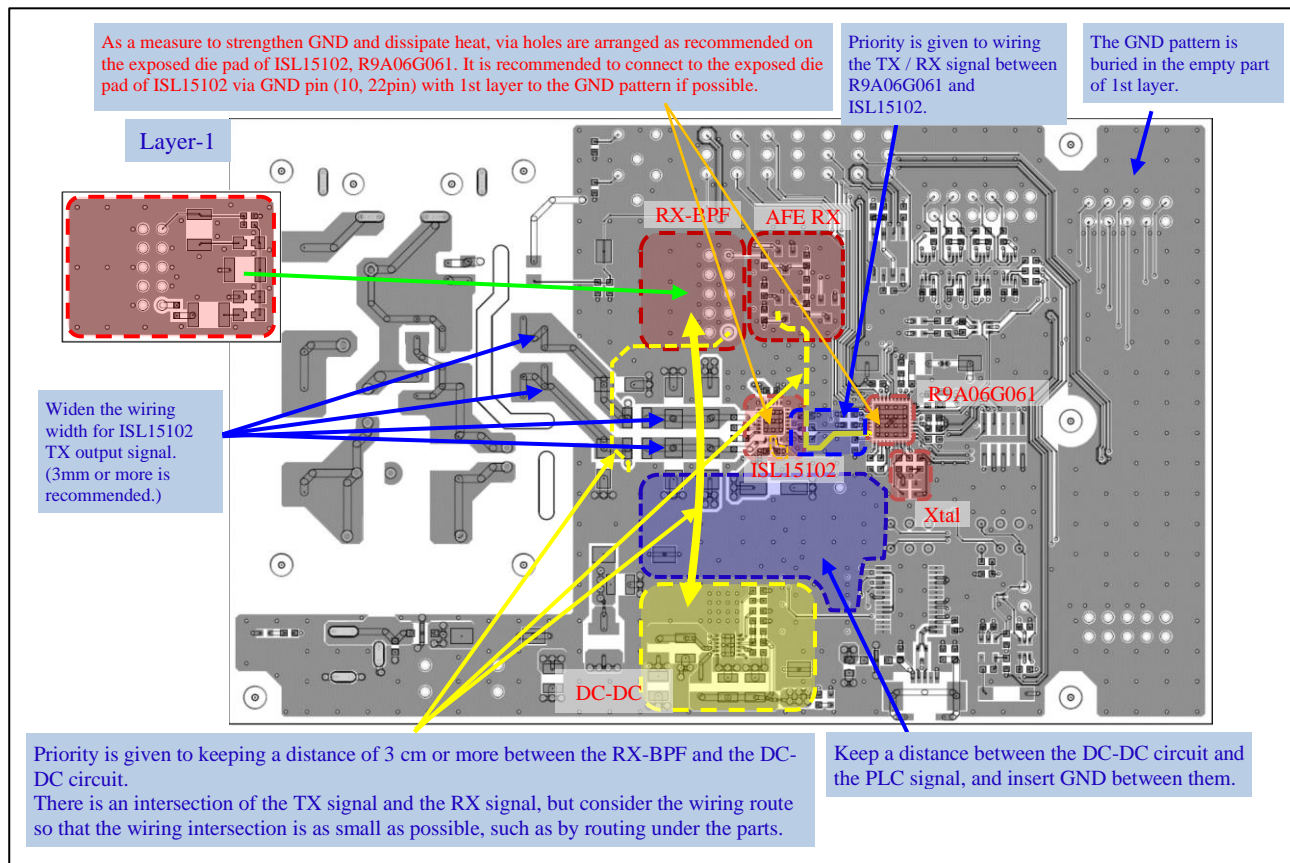 As a measure to strengthen GND and dissipate heat, via holes are arranged as recommended on
the exposed die pad of ISL15102, R9A06G061. It is recommended to connect to the exposed die
pad of ISL15102 via GND pin (10, 22pin) with 1st layer to the GND pattern if possible.
Priority is given to wiring
the TX / RX signal between
R9A06G061 and
ISL15102.
The GND pattern is
buried in the empty part
of 1st layer.
Layer-1
RX-BPF
AFE RX
R9A06G061
Widen the wiring
width for ISL15102
TX output signal.
(3mm or more is
recommended.)
ISL15102
Xtal
DC-DC
Priority is given to keeping a distance of 3 cm or more between the RX-BPF and the DC-
DC circuit.
There is an intersection of the TX signal and the RX signal, but consider the wiring route
so that the wiring intersection is as small as possible, such as by routing under the parts.
Keep a distance between the DC-DC circuit and
the PLC signal, and insert GND between them.